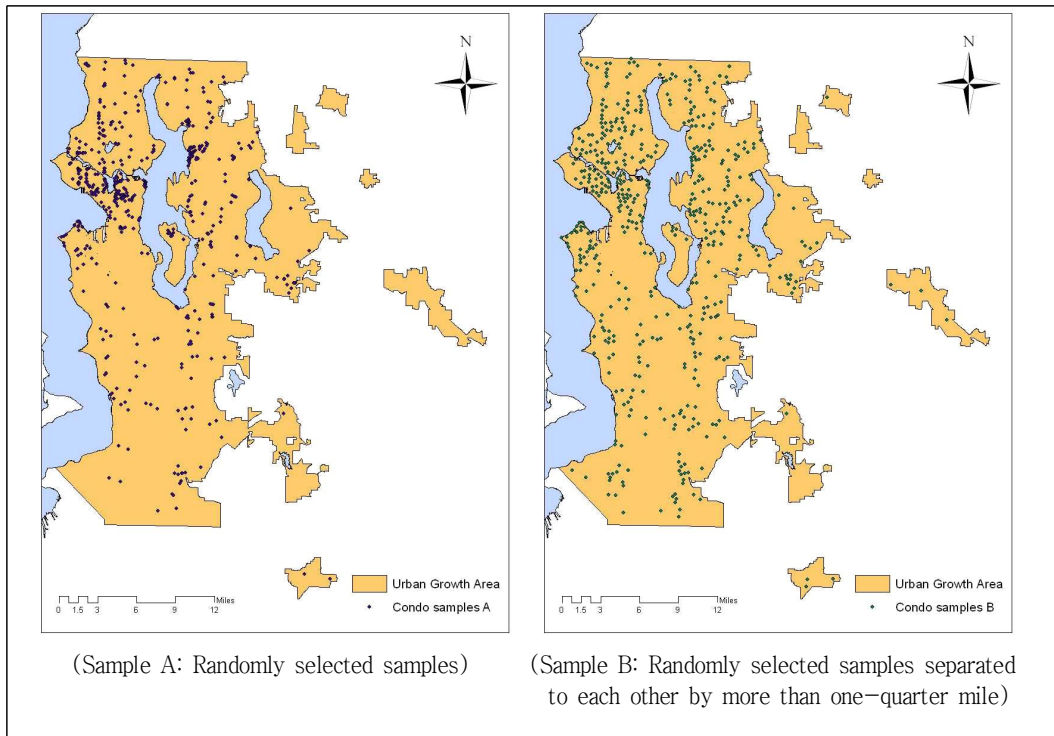 N
Urban Growth Area
Condo samples A
Miles
0 1.5 3 6 9 12
(Sample A: Randomly selected samples)
N
Urban Growth Area
Condo samples B
Miles
0 1.5 3 6 9 12
(Sample B: Randomly selected samples separated
to each other by more than one-quarter mile)